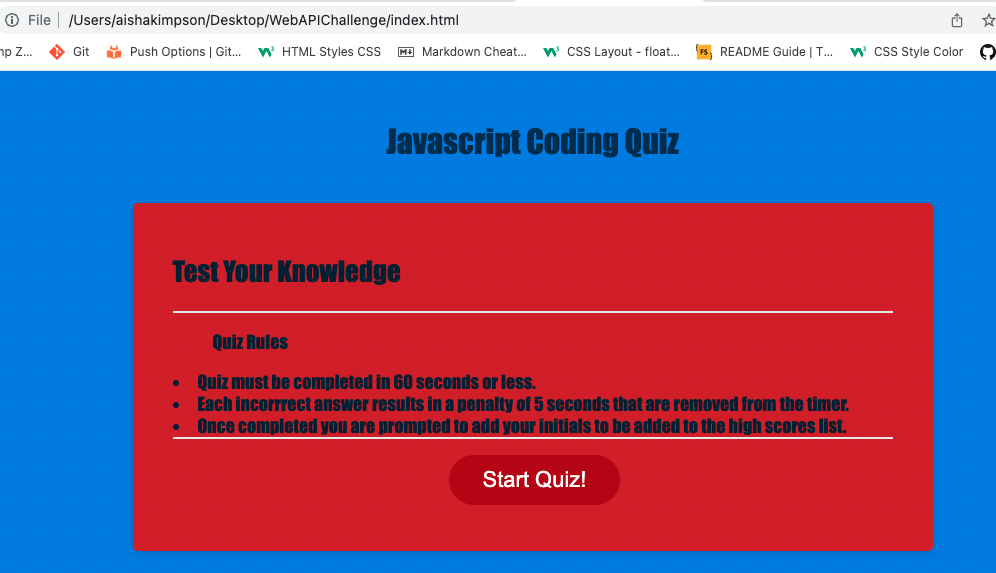 File /Users/aishakimpson/Desktop/WebAPIChallenge/index.html
np Z... Git Push Options | Git... HTML Styles CSS Markdown Cheat... CSS Layout - float... FS README Guide | T... CSS Style Color
Javascript Coding Quiz
Test Your Knowledge
Quiz Rules
• Quiz must be completed in 60 seconds or less.
• Each incorrrect answer results in a penalty of 5 seconds that are removed from the timer.
• Once completed you are prompted to add your initials to be added to the high scores list.
Start Quiz!